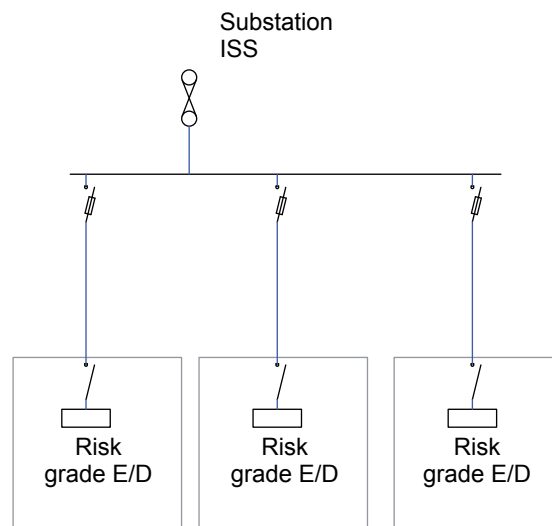 Substation
ISS
Risk
grade E/D
Risk
grade E/D
Risk
grade E/D